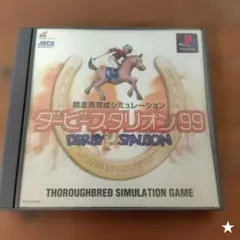 JBCS
競走馬育成シミュレーション
ダービースタリオン99
DERBY STALLION
THOROUGHBRED SIMULATION GAME